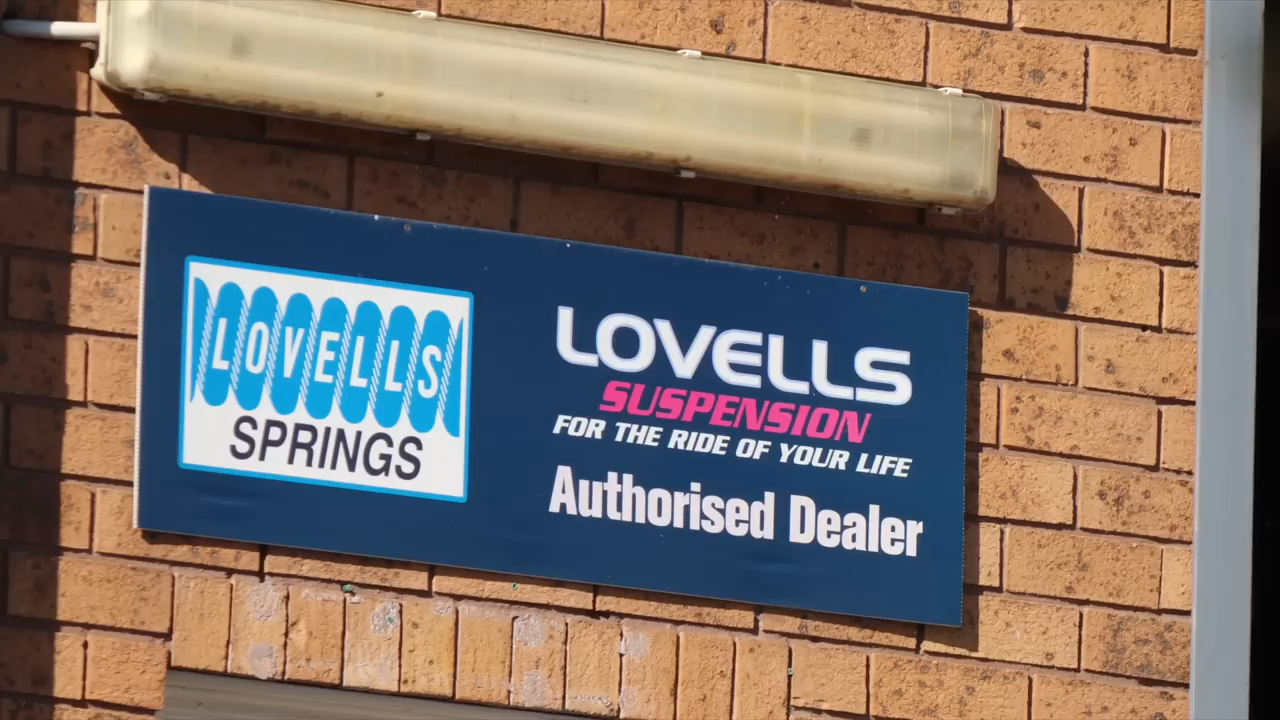 LOVELLS
SPRINGS
LOVELLS
SUSPENSION
FOR THE RIDE OF YOUR LIFE
Authorised Dealer